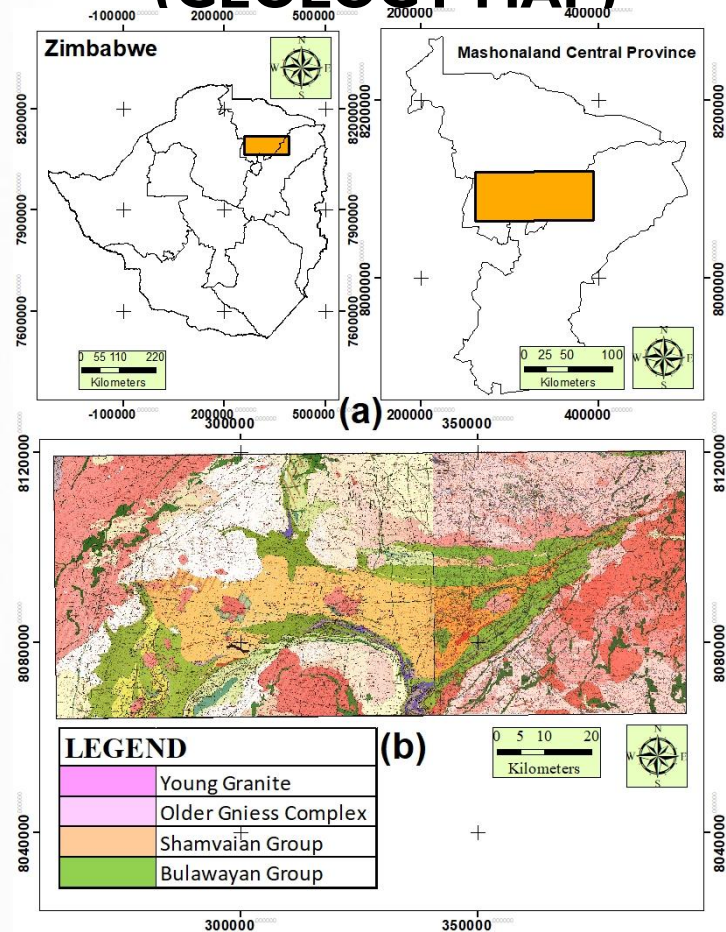 (GEOLOGY MAP)
-100000 200000 500000
200000 400000
Zimbabwe
N
W E
S
8200000
7900000
7600000
8200000
7900000
7600000
0 55 110 220
Kilometers
-100000 200000 500000
Mashonaland Central Province
8200000
8000000
8200000
8000000
0 25 50 100
Kilometers
N
W E
S
200000 400000
(a)
300000 350000
8120000
8080000
8040000
8120000
8080000
8040000
LEGEND
Young Granite
Older Gniess Complex
Shamvaian Group
Bulawayan Group
(b)
0 5 10 20
Kilometers
N
W E
S
300000 350000